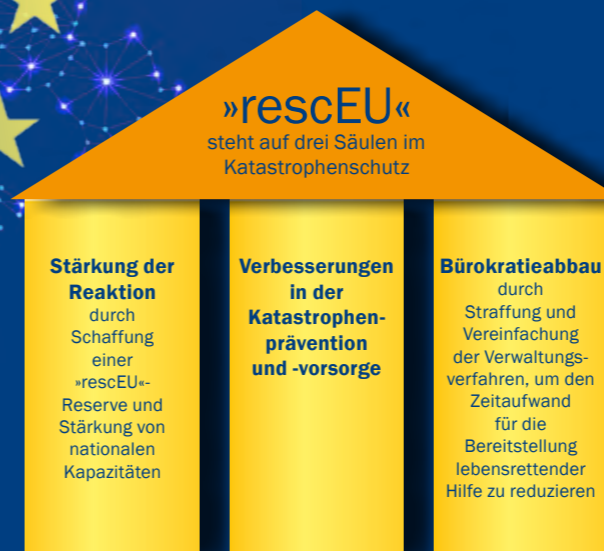 »rescEU«
steht auf drei Säulen im
Katastrophenschutz
Stärkung der
Reaktion
durch
Schaffung
einer
»rescEU«-
Reserve und
Stärkung von
nationalen
Kapazitäten
Verbesserungen
in der
Katastrophen-
prävention
und -vorsorge
Bürokratieabbau
durch
Straffung und
Vereinfachung
der Verwaltungs-
verfahren, um den
Zeitaufwand
für die
Bereitstellung
lebensrettender
Hilfe zu reduzieren